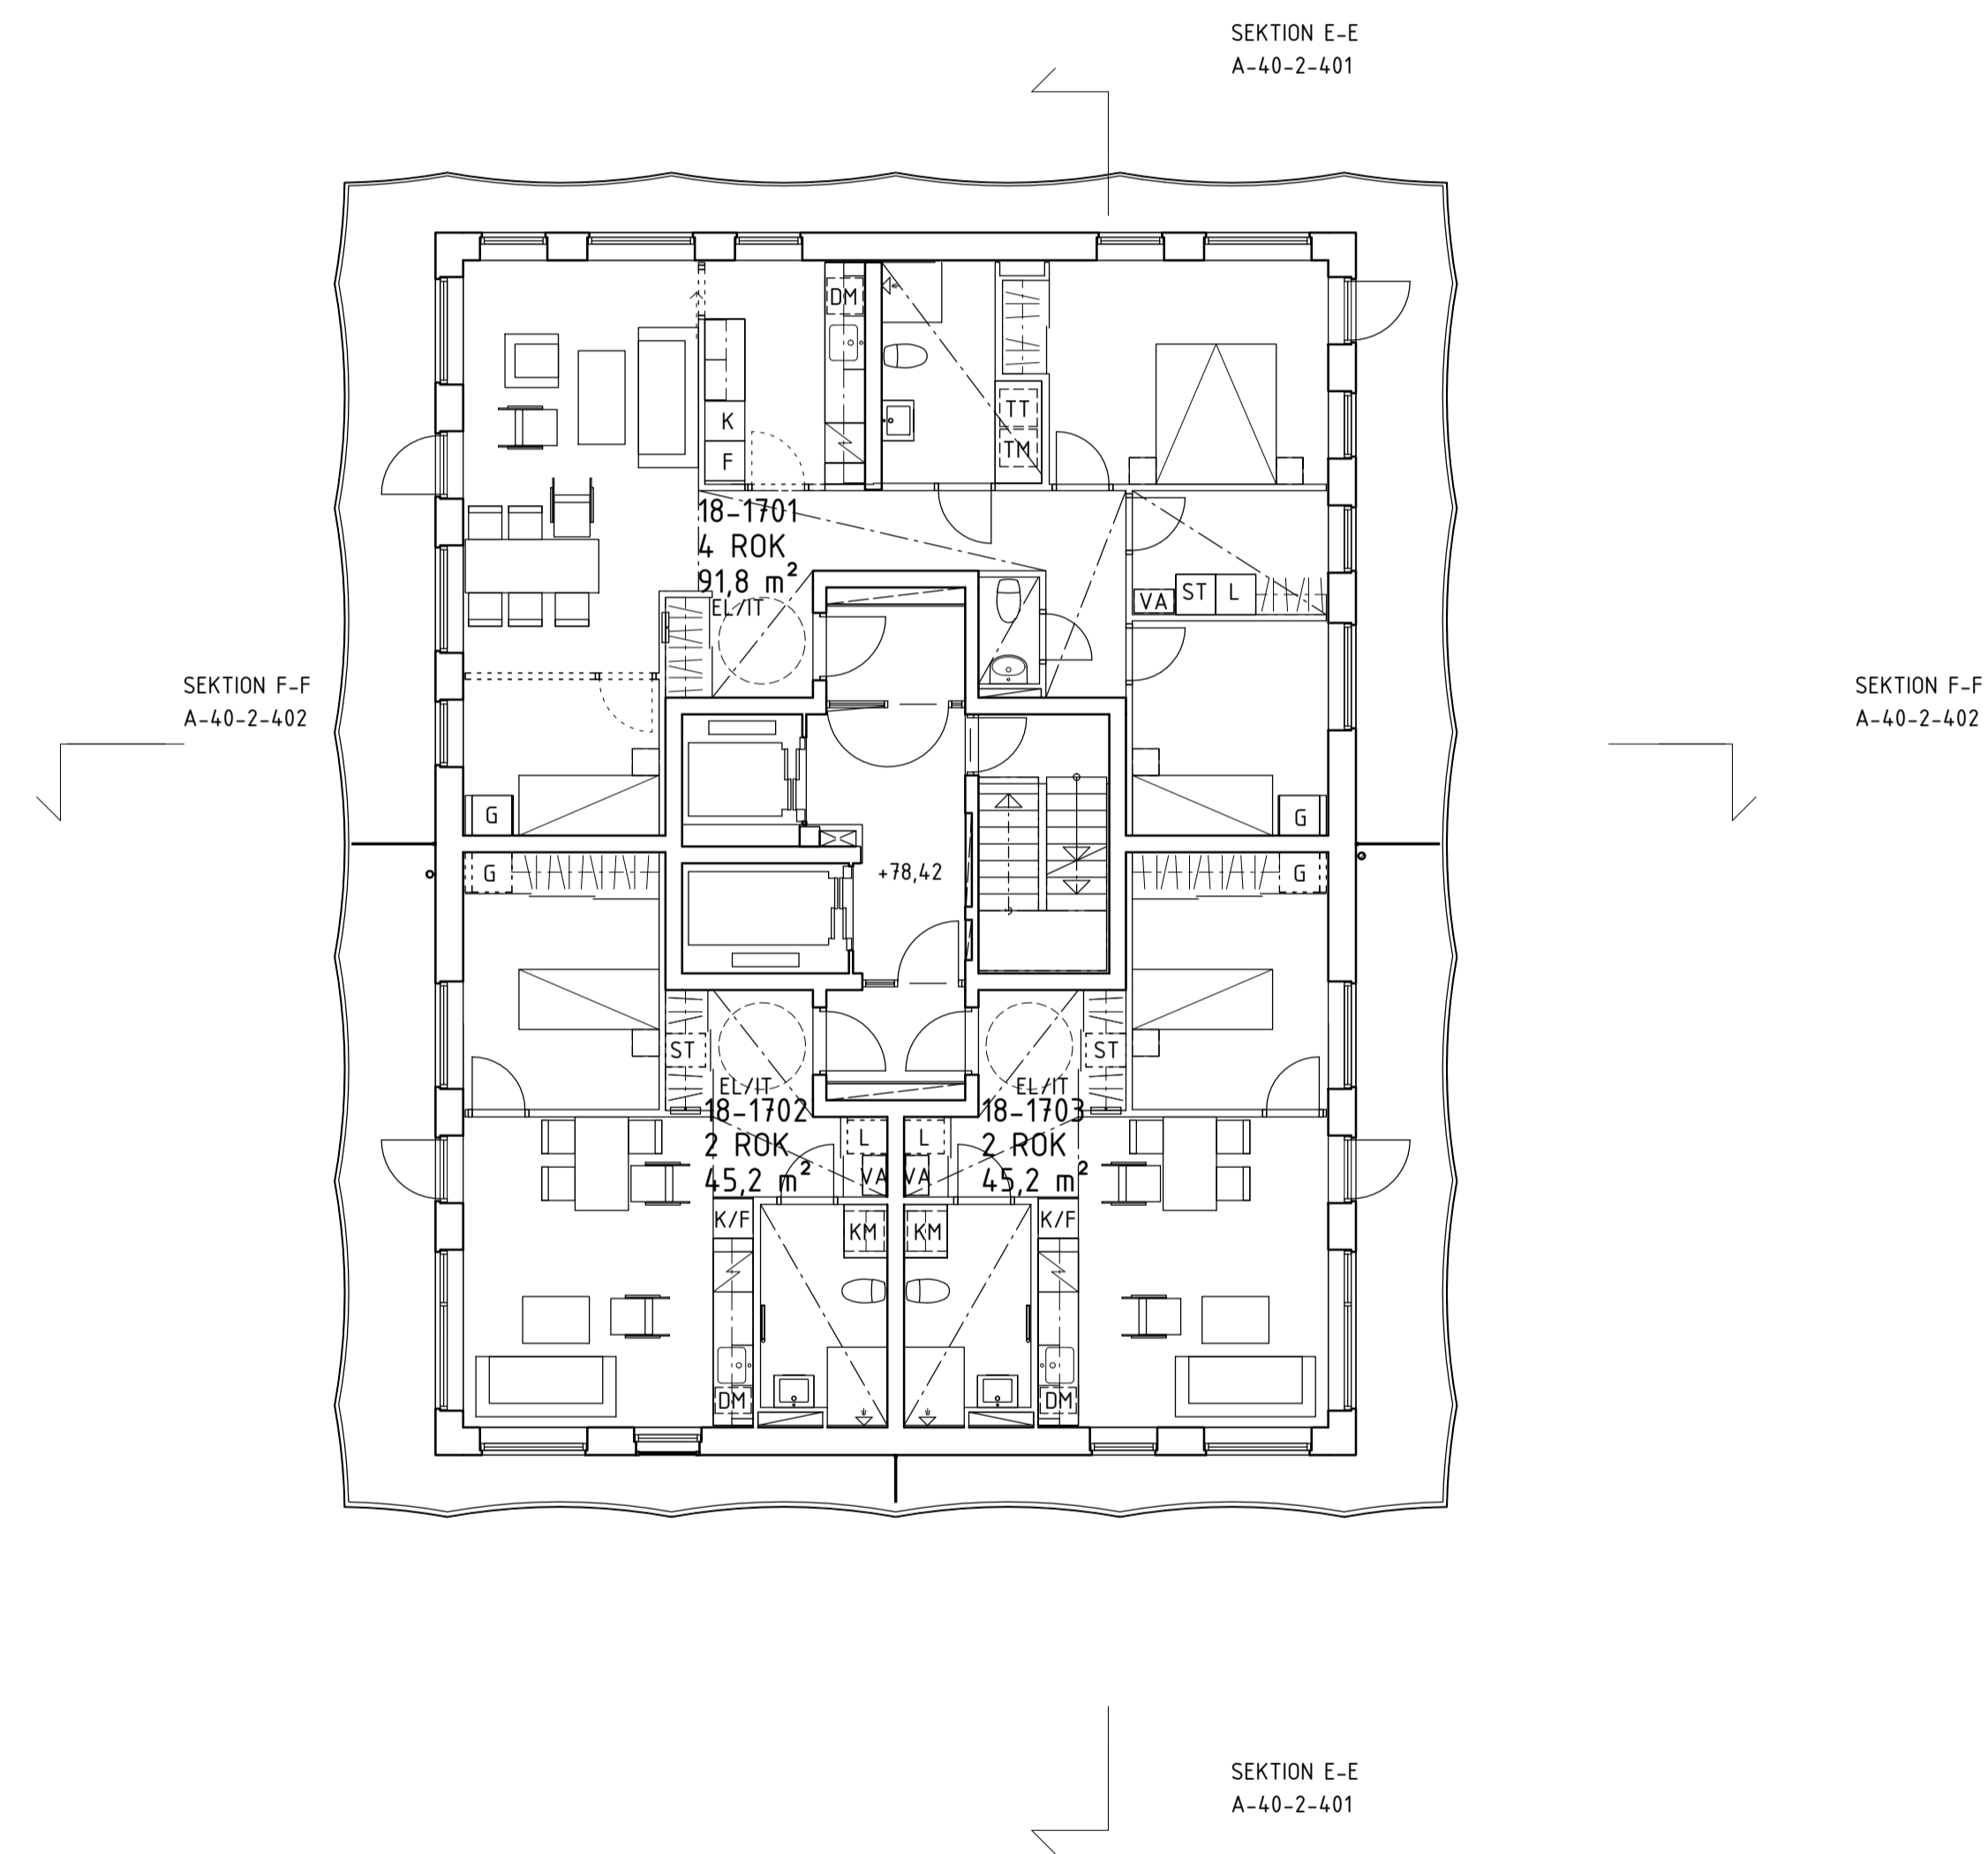 SEKTION E-E
A-40-2-401
DM
K
F
TT
TM
18-1701
4 ROK
91,8 m²
EL/IT
VA
ST
L
SEKTION F-F
A-40-2-402
SEKTION F-F
A-40-2-402
G
G
G
+78,42
G
ST
EL/IT
18-1702
2 ROK
45,2 m²
L
VA
ST
EL/IT
18-1703
2 ROK
45,2 m²
L
VA
K/F
KM
KM
K/F
DM
DM
SEKTION E-E
A-40-2-401